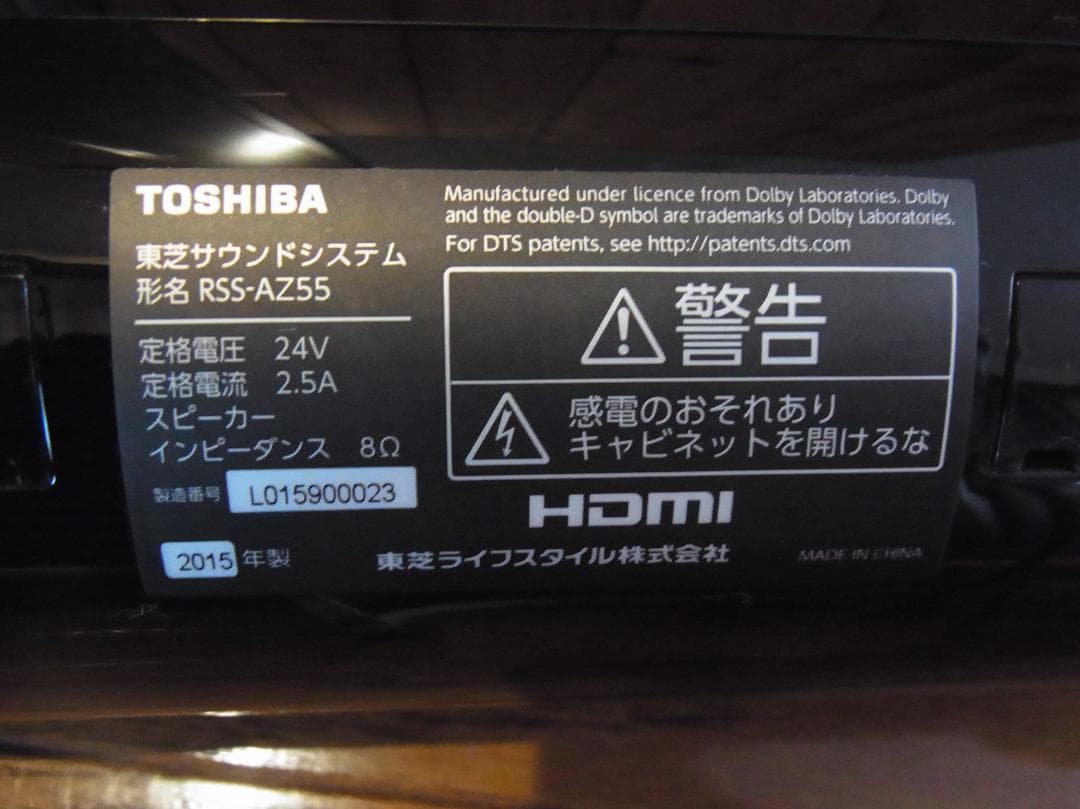 TOSHIBA
東芝サウンドシステム
形名 RSS-AZ55
定格電圧 24V
定格電流 2.5A
スピーカー
インピーダンス 8Ω
製造番号 L015900023
2015 年製
Manufactured under licence from Dolby Laboratories. Dolby
and the double-D symbol are trademarks of Dolby Laboratories.
For DTS patents, see http://patents.dts.com
警告
感電のおそれあり
キャビネットを開けるな
HDMI
東芝ライフスタイル株式会社
MADE IN CHINA